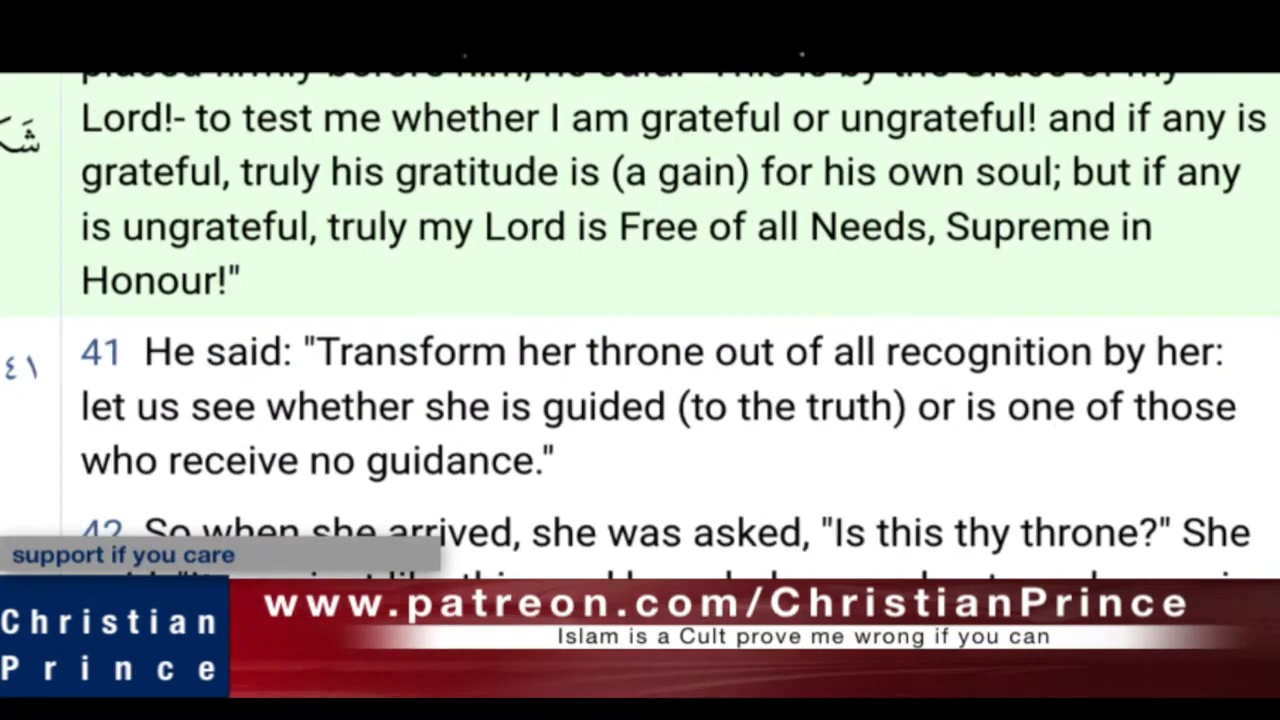 Lord!- to test me whether I am grateful or ungrateful! and if any is
grateful, truly his gratitude is (a gain) for his own soul; but if any
is ungrateful, truly my Lord is Free of all Needs, Supreme in
Honour!"
٤١
41 He said: "Transform her throne out of all recognition by her:
let us see whether she is guided (to the truth) or is one of those
who receive no guidance."
42 So when she arrived, she was asked, "Is this thy throne?" She
support if you care
Christian
Prince
www.patreon.com/ChristianPrince
Islam is a Cult prove me wrong if you can